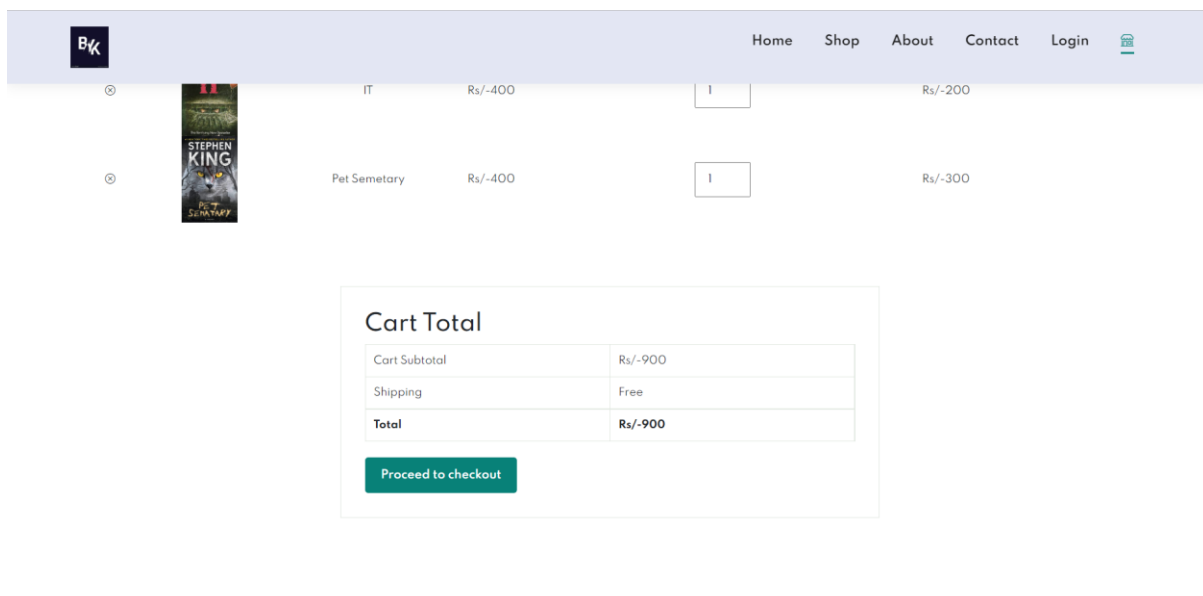 BYK
Home Shop About Contact Login
IT Rs/-400 1 Rs/-200
STEPHEN
KING
Pet Semetary Rs/-400 1 Rs/-300
PET
SEMATARY
Cart Total
Cart Subtotal Rs/-900
Shipping Free
Total Rs/-900
Proceed to checkout